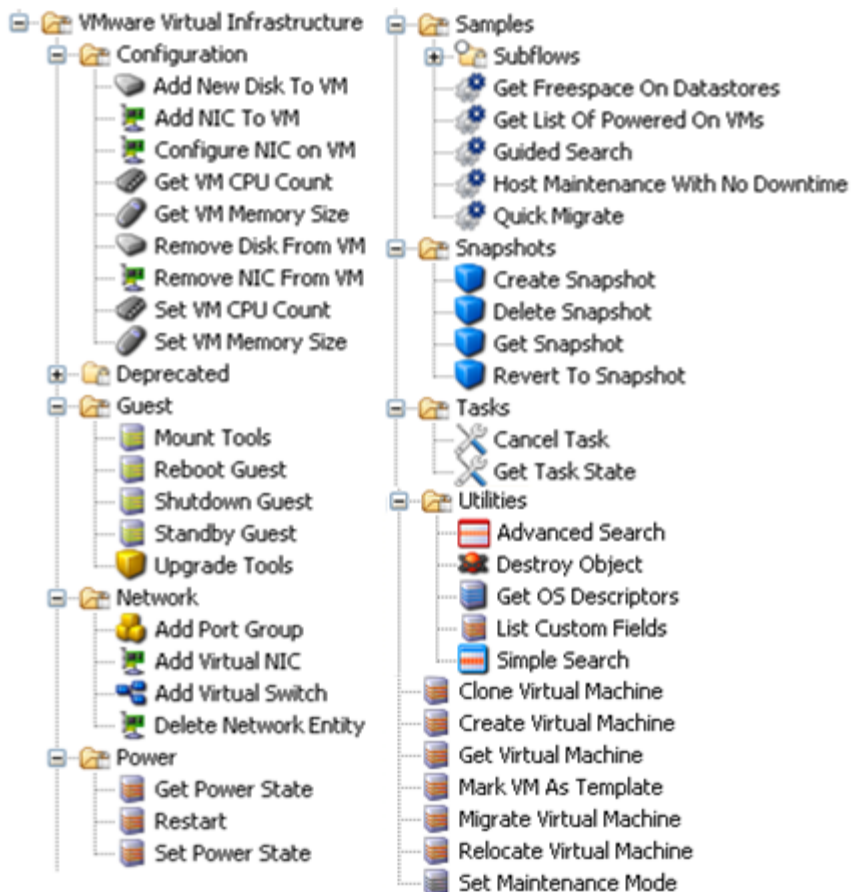 VMware Virtual Infrastructure
Configuration
Add New Disk To VM
Add NIC To VM
Configure NIC on VM
Get VM CPU Count
Get VM Memory Size
Remove Disk From VM
Remove NIC From VM
Set VM CPU Count
Set VM Memory Size
Deprecated
Guest
Mount Tools
Reboot Guest
Shutdown Guest
Standby Guest
Upgrade Tools
Network
Add Port Group
Add Virtual NIC
Add Virtual Switch
Delete Network Entity
Power
Get Power State
Restart
Set Power State
Samples
Subflows
Get Freespace On Datastores
Get List Of Powered On VMs
Guided Search
Host Maintenance With No Downtime
Quick Migrate
Snapshots
Create Snapshot
Delete Snapshot
Get Snapshot
Revert To Snapshot
Tasks
Cancel Task
Get Task State
Utilities
Advanced Search
Destroy Object
Get OS Descriptors
List Custom Fields
Simple Search
Clone Virtual Machine
Create Virtual Machine
Get Virtual Machine
Mark VM As Template
Migrate Virtual Machine
Relocate Virtual Machine
Set Maintenance Mode